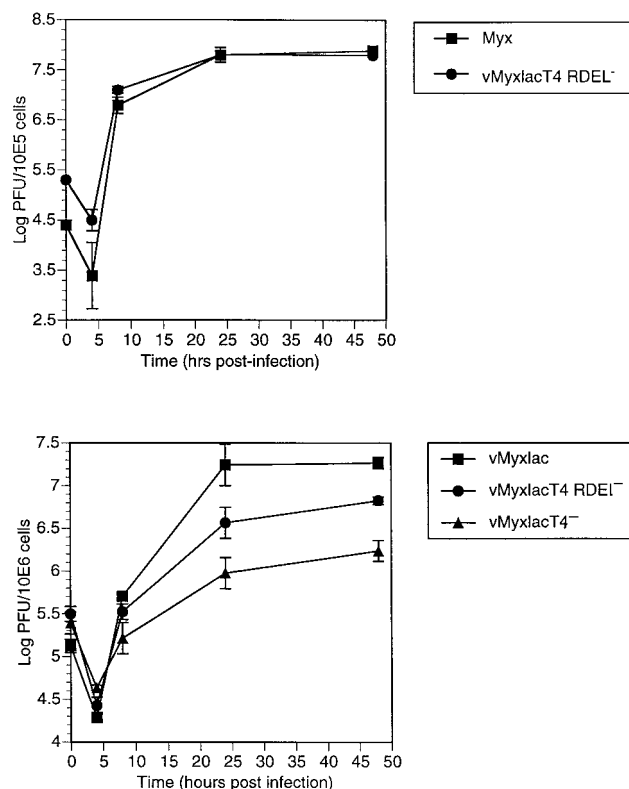 8.5
7.5
6.5
5.5
4.5
3.5
2.5
Log PFU/10E5 cells
0 5 10 15 20 25 30 35 40 45 50
Time (hrs post-infection)
Myx
vMyxlacT4 RDEL-
7.5
7
6.5
6
5.5
5
4.5
4
Log PFU/10E6 cells
0 5 10 15 20 25 30 35 40 45 50
Time (hours post infection)
vMyxlac
vMyxlacT4 RDEL−
vMyxlacT4−